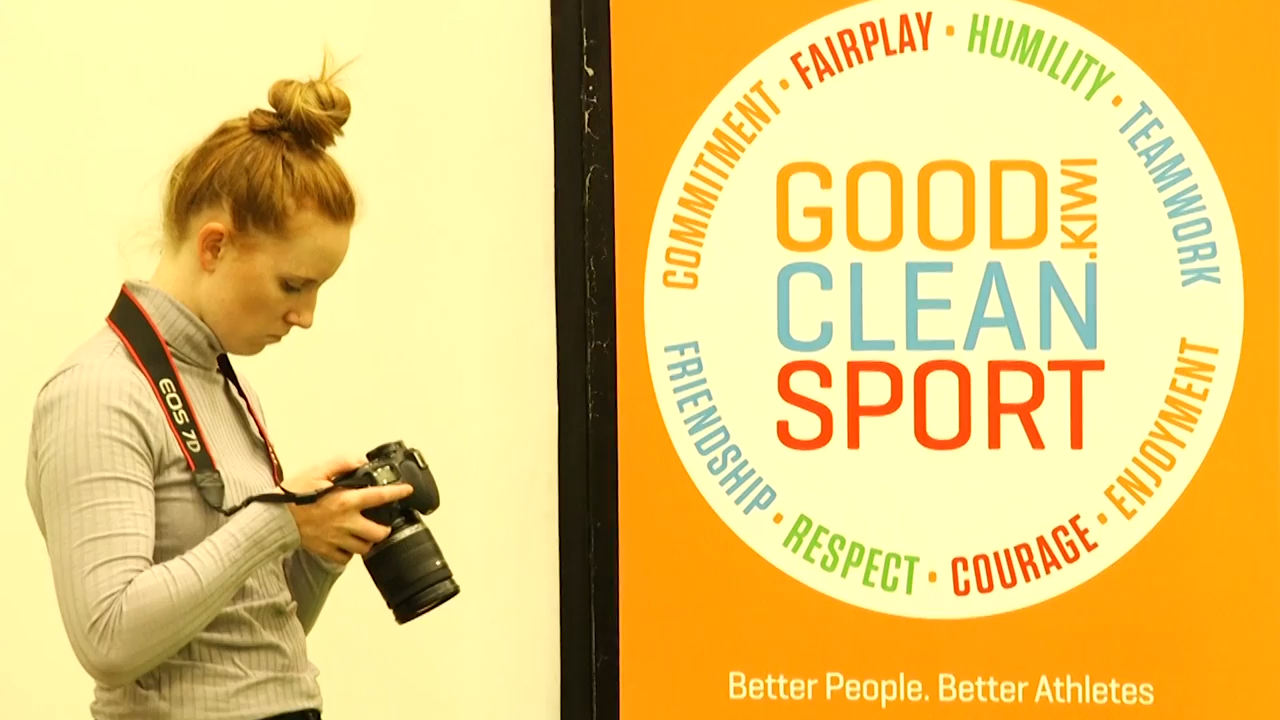 EOS 7D
COMMITMENT • FAIRPLAY • HUMILITY • TEAMWORK
GOOD
.KIWI
CLEAN
SPORT
FRIENDSHIP • RESPECT • COURAGE • ENJOYMENT
Better People. Better Athletes